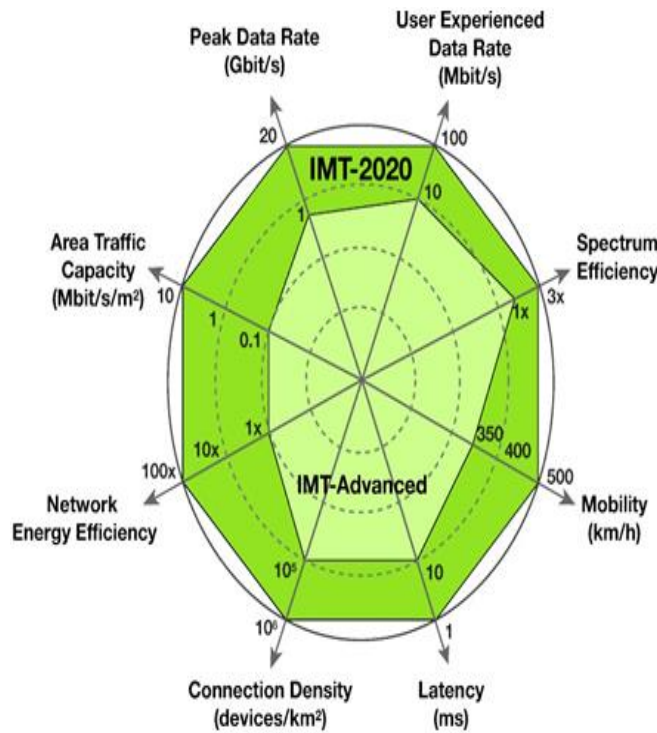 Peak Data Rate
(Gbit/s)
User Experienced
Data Rate
(Mbit/s)
20
100
IMT-2020
1
10
Area Traffic
Capacity
(Mbit/s/m²)
Spectrum
Efficiency
10
1
0.1
1x
3x
1x
10x
100x
350
400
500
Network
Energy Efficiency
IMT-Advanced
Mobility
(km/h)
10⁵
10
10⁶
1
Connection Density
(devices/km²)
Latency
(ms)